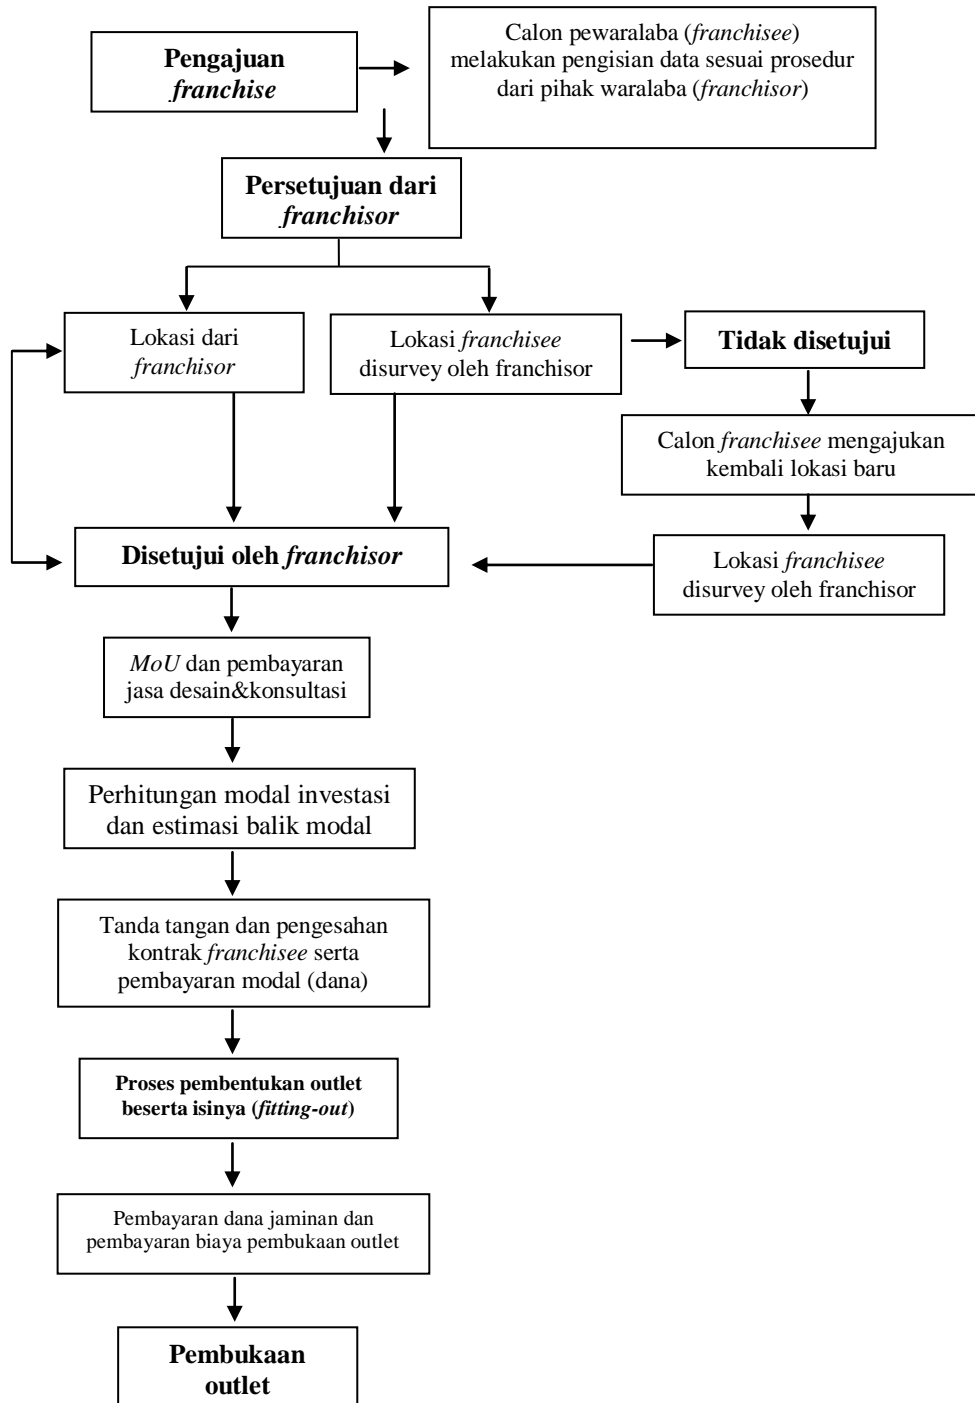 Pengajuan
franchise
Calon pewaralaba (franchisee)
melakukan pengisian data sesuai prosedur
dari pihak waralaba (franchisor)
Persetujuan dari
franchisor
Lokasi dari
franchisor
Lokasi franchisee
disurvey oleh franchisor
Tidak disetujui
Calon franchisee mengajukan
kembali lokasi baru
Lokasi franchisee
disurvey oleh franchisor
Disetujui oleh franchisor
MoU dan pembayaran
jasa desain&konsultasi
Perhitungan modal investasi
dan estimasi balik modal
Tanda tangan dan pengesahan
kontrak franchisee serta
pembayaran modal (dana)
Proses pembentukan outlet
beserta isinya (fitting-out)
Pembayaran dana jaminan dan
pembayaran biaya pembukaan outlet
Pembukaan
outlet